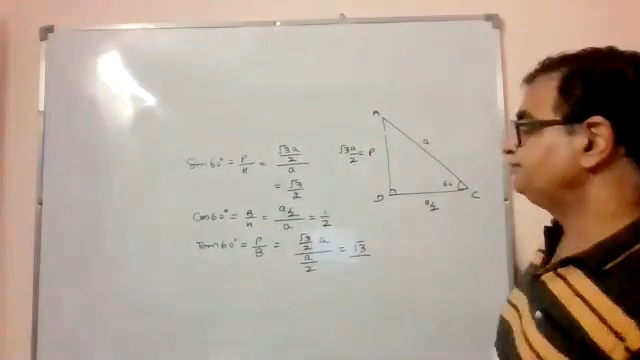 Sin 60° = P/H = (√3a/2)/a
= √3/2
Cos 60° = B/H = (a/2)/a = 1/2
Tan 60° = P/B = (√3/2 a)/(a/2) = √3
A
a
√3a/2 = P
60
D
C
a/2